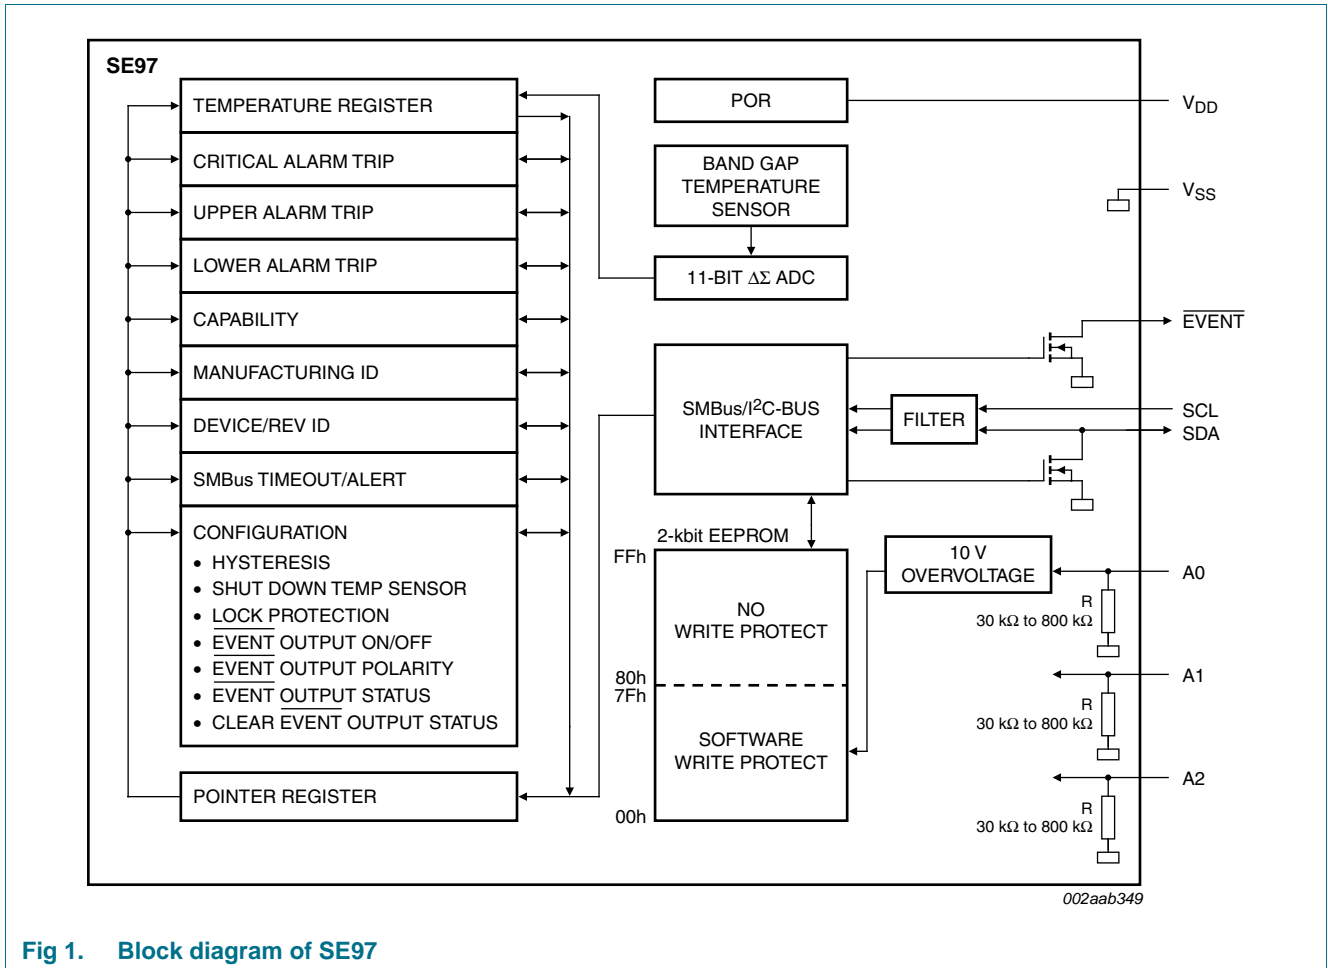 SE97
TEMPERATURE REGISTER
CRITICAL ALARM TRIP
UPPER ALARM TRIP
LOWER ALARM TRIP
CAPABILITY
MANUFACTURING ID
DEVICE/REV ID
SMBus TIMEOUT/ALERT
CONFIGURATION
• HYSTERESIS
• SHUT DOWN TEMP SENSOR
• LOCK PROTECTION
• E̅V̅E̅N̅T̅ OUTPUT ON/OFF
• E̅V̅E̅N̅T̅ OUTPUT POLARITY
• E̅V̅E̅N̅T̅ OUTPUT STATUS
• CLEAR E̅V̅E̅N̅T̅ OUTPUT STATUS
POINTER REGISTER
POR
BAND GAP
TEMPERATURE
SENSOR
11-BIT ΔΣ ADC
SMBus/I²C-BUS
INTERFACE
FILTER
2-kbit EEPROM
FFh
NO
WRITE PROTECT
80h
7Fh
SOFTWARE
WRITE PROTECT
00h
10 V
OVERVOLTAGE
R
30 kΩ to 800 kΩ
R
30 kΩ to 800 kΩ
R
30 kΩ to 800 kΩ
VDD
VSS
E̅V̅E̅N̅T̅
SCL
SDA
A0
A1
A2
002aab349
Fig 1. Block diagram of SE97